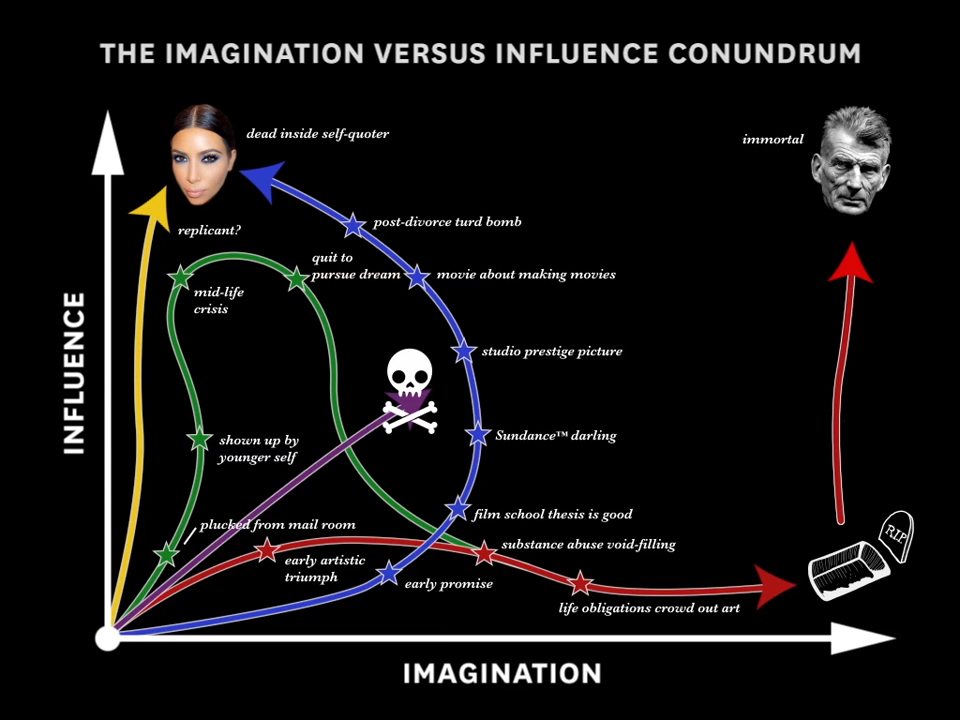 THE IMAGINATION VERSUS INFLUENCE CONUNDRUM
dead inside self-quoter
immortal
replicant?
post-divorce turd bomb
quit to
pursue dream
movie about making movies
mid-life
crisis
studio prestige picture
INFLUENCE
shown up by
younger self
Sundance™ darling
film school thesis is good
plucked from mail room
RIP
substance abuse void-filling
early artistic
triumph
early promise
life obligations crowd out art
IMAGINATION